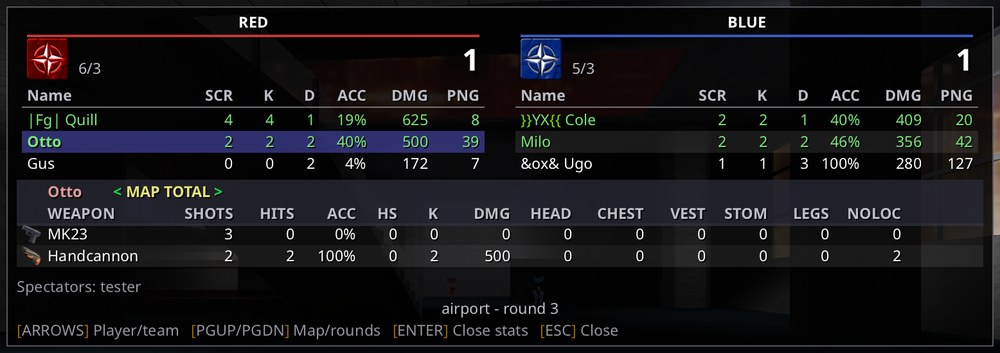 RED BLUE
6/3 1 5/3 1
Name SCR K D ACC DMG PNG Name SCR K D ACC DMG PNG
|Fg| Quill 4 4 1 19% 625 8 }}YX{{ Cole 2 2 1 40% 409 20
Otto 2 2 2 40% 500 39 Milo 2 2 2 46% 356 42
Gus 0 0 2 4% 172 7 &ox& Ugo 1 1 3 100% 280 127
Otto < MAP TOTAL >
WEAPON SHOTS HITS ACC HS K DMG HEAD CHEST VEST STOM LEGS NOLOC
MK23 3 0 0% 0 0 0 0 0 0 0 0 0
Handcannon 2 2 100% 0 2 500 0 0 0 0 0 2
Spectators: tester
airport - round 3
[ARROWS] Player/team [PGUP/PGDN] Map/rounds [ENTER] Close stats [ESC] Close